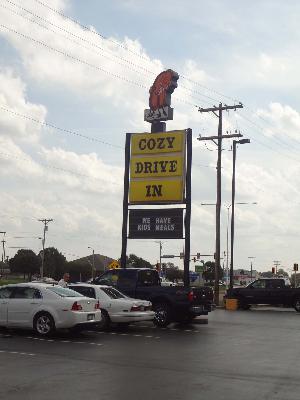 COZY
DRIVE
IN
WE HAVE
KIDS MEALS